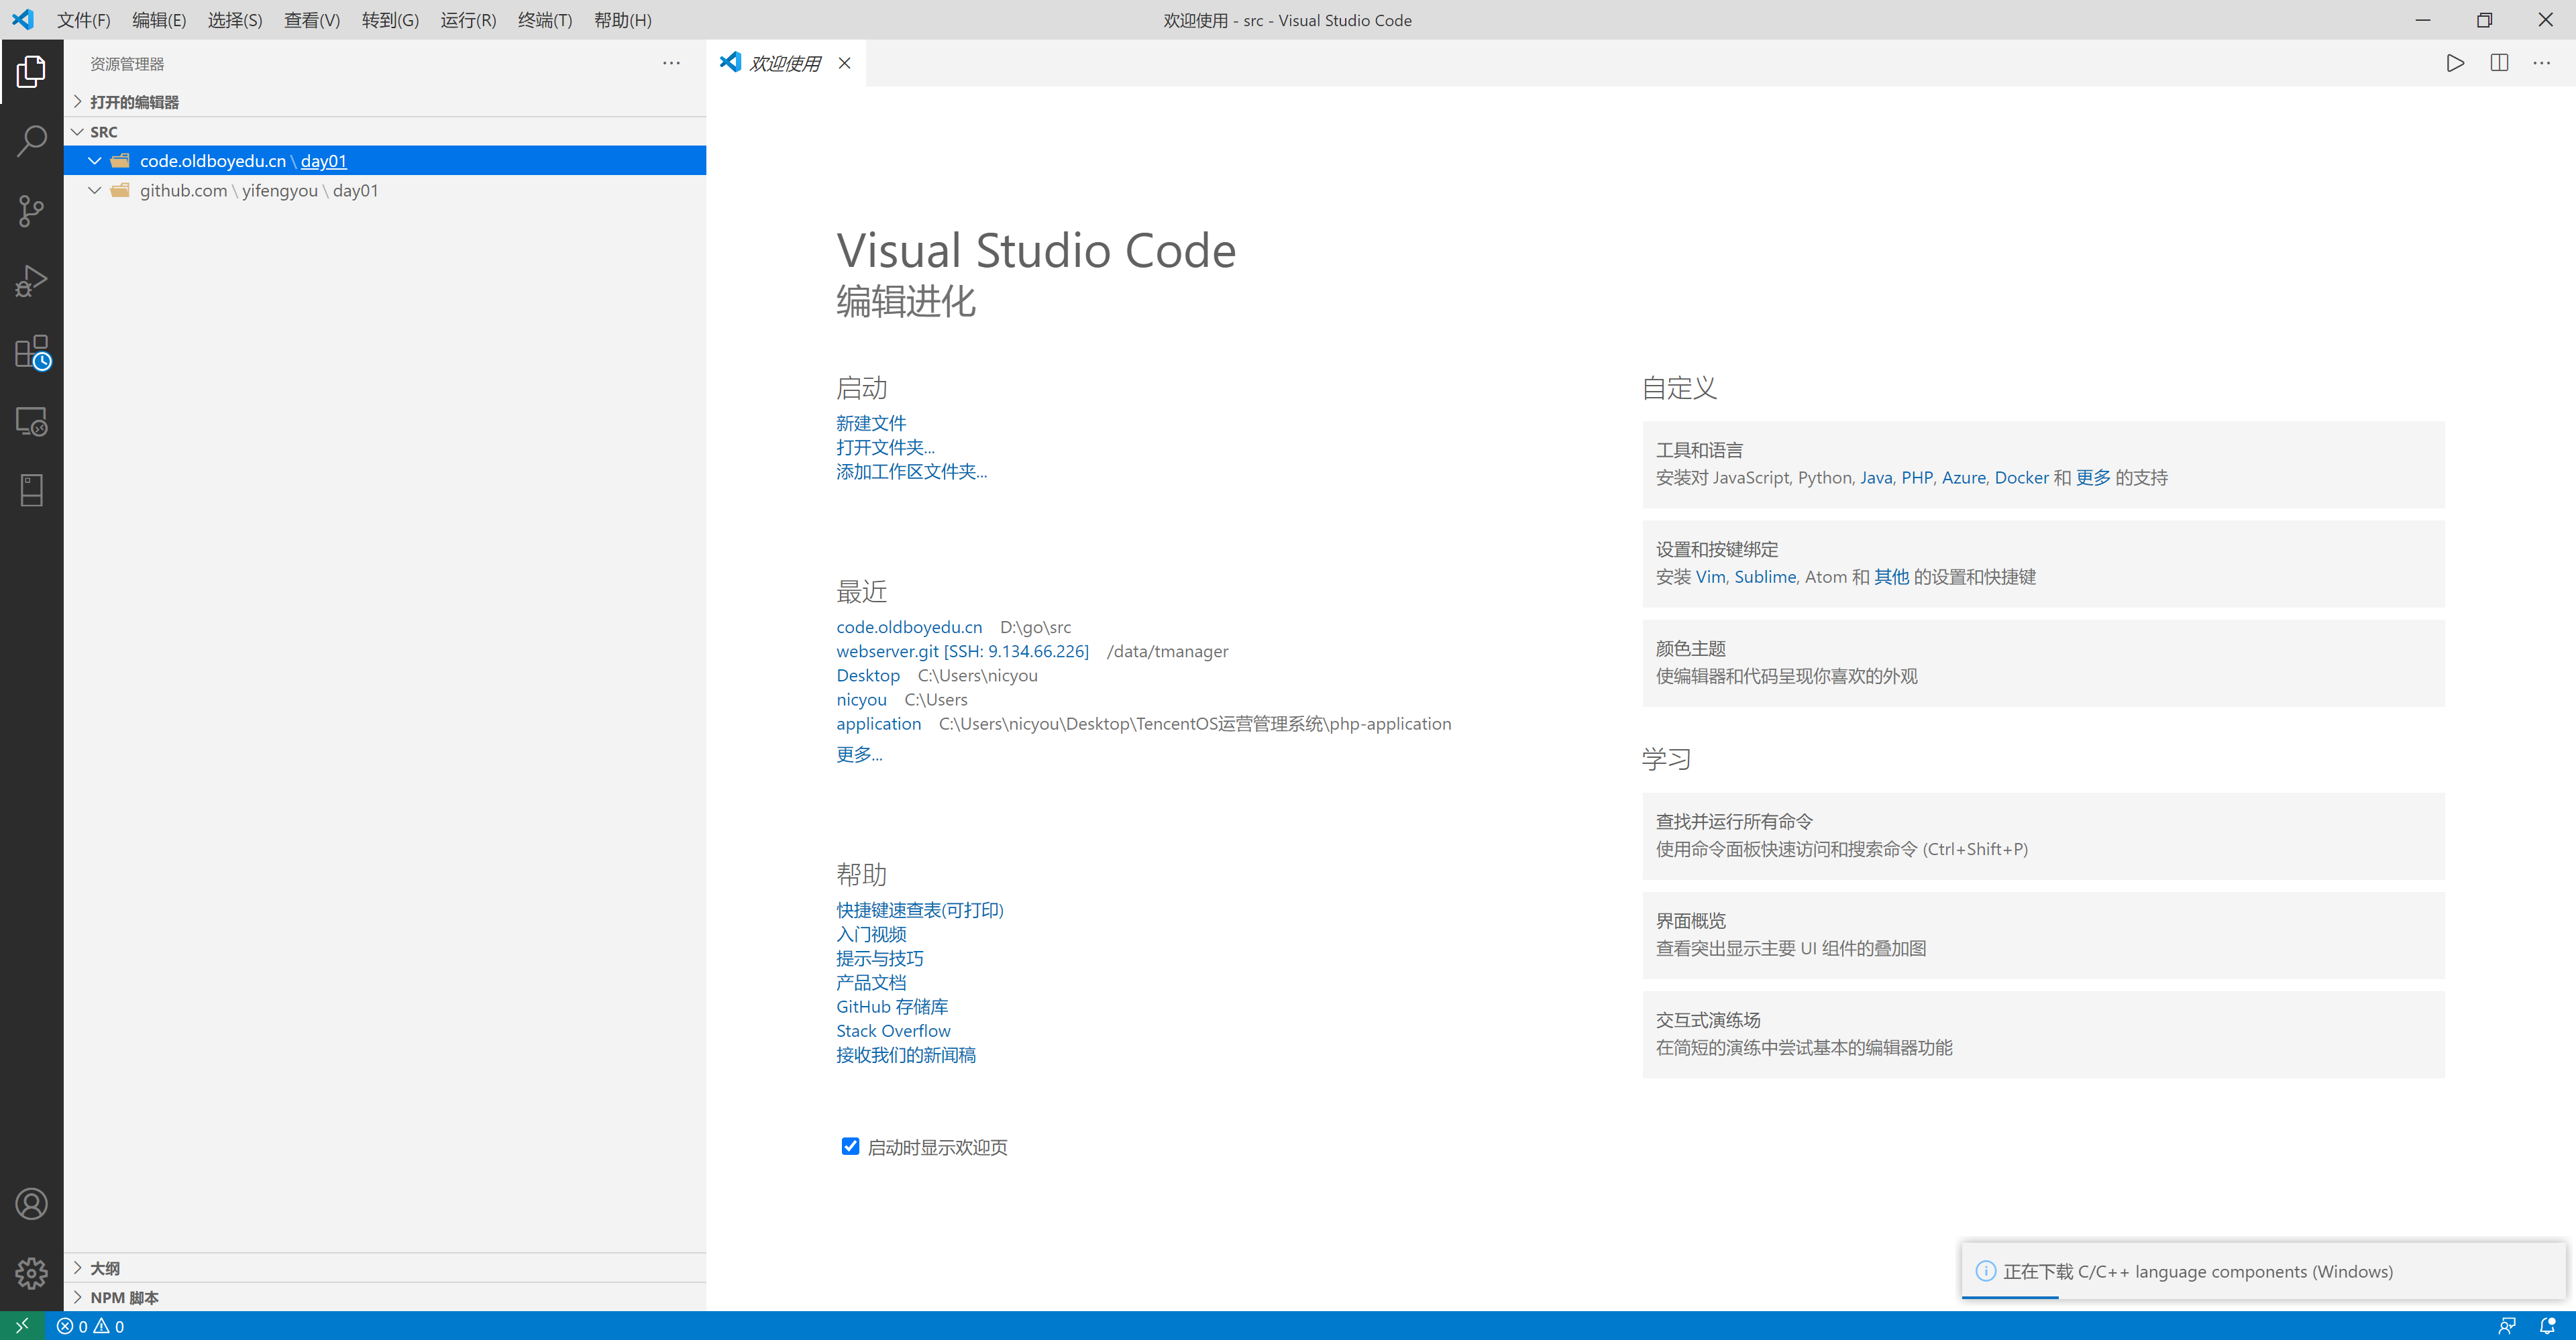 文件(F) 编辑(E) 选择(S) 查看(V) 转到(G) 运行(R) 终端(T) 帮助(H)
欢迎使用 - src - Visual Studio Code
资源管理器
欢迎使用
打开的编辑器
SRC
code.oldboyedu.cn \ day01
github.com \ yifengyou \ day01
Visual Studio Code
编辑进化
启动
新建文件
打开文件夹...
添加工作区文件夹...
最近
code.oldboyedu.cn D:\go\src
webserver.git [SSH: 9.134.66.226] /data/tmanager
Desktop C:\Users\nicyou
nicyou C:\Users
application C:\Users\nicyou\Desktop\TencentOS运营管理系统\php-application
更多...
帮助
快捷键速查表(可打印)
入门视频
提示与技巧
产品文档
GitHub 存储库
Stack Overflow
接收我们的新闻稿
启动时显示欢迎页
自定义
工具和语言
安装对 JavaScript, Python, Java, PHP, Azure, Docker 和 更多 的支持
设置和按键绑定
安装 Vim, Sublime, Atom 和 其他 的设置和快捷键
颜色主题
使编辑器和代码呈现你喜欢的外观
学习
查找并运行所有命令
使用命令面板快速访问和搜索命令 (Ctrl+Shift+P)
界面概览
查看突出显示主要 UI 组件的叠加图
交互式演练场
在简短的演练中尝试基本的编辑器功能
大纲
NPM 脚本
正在下载 C/C++ language components (Windows)
0 0